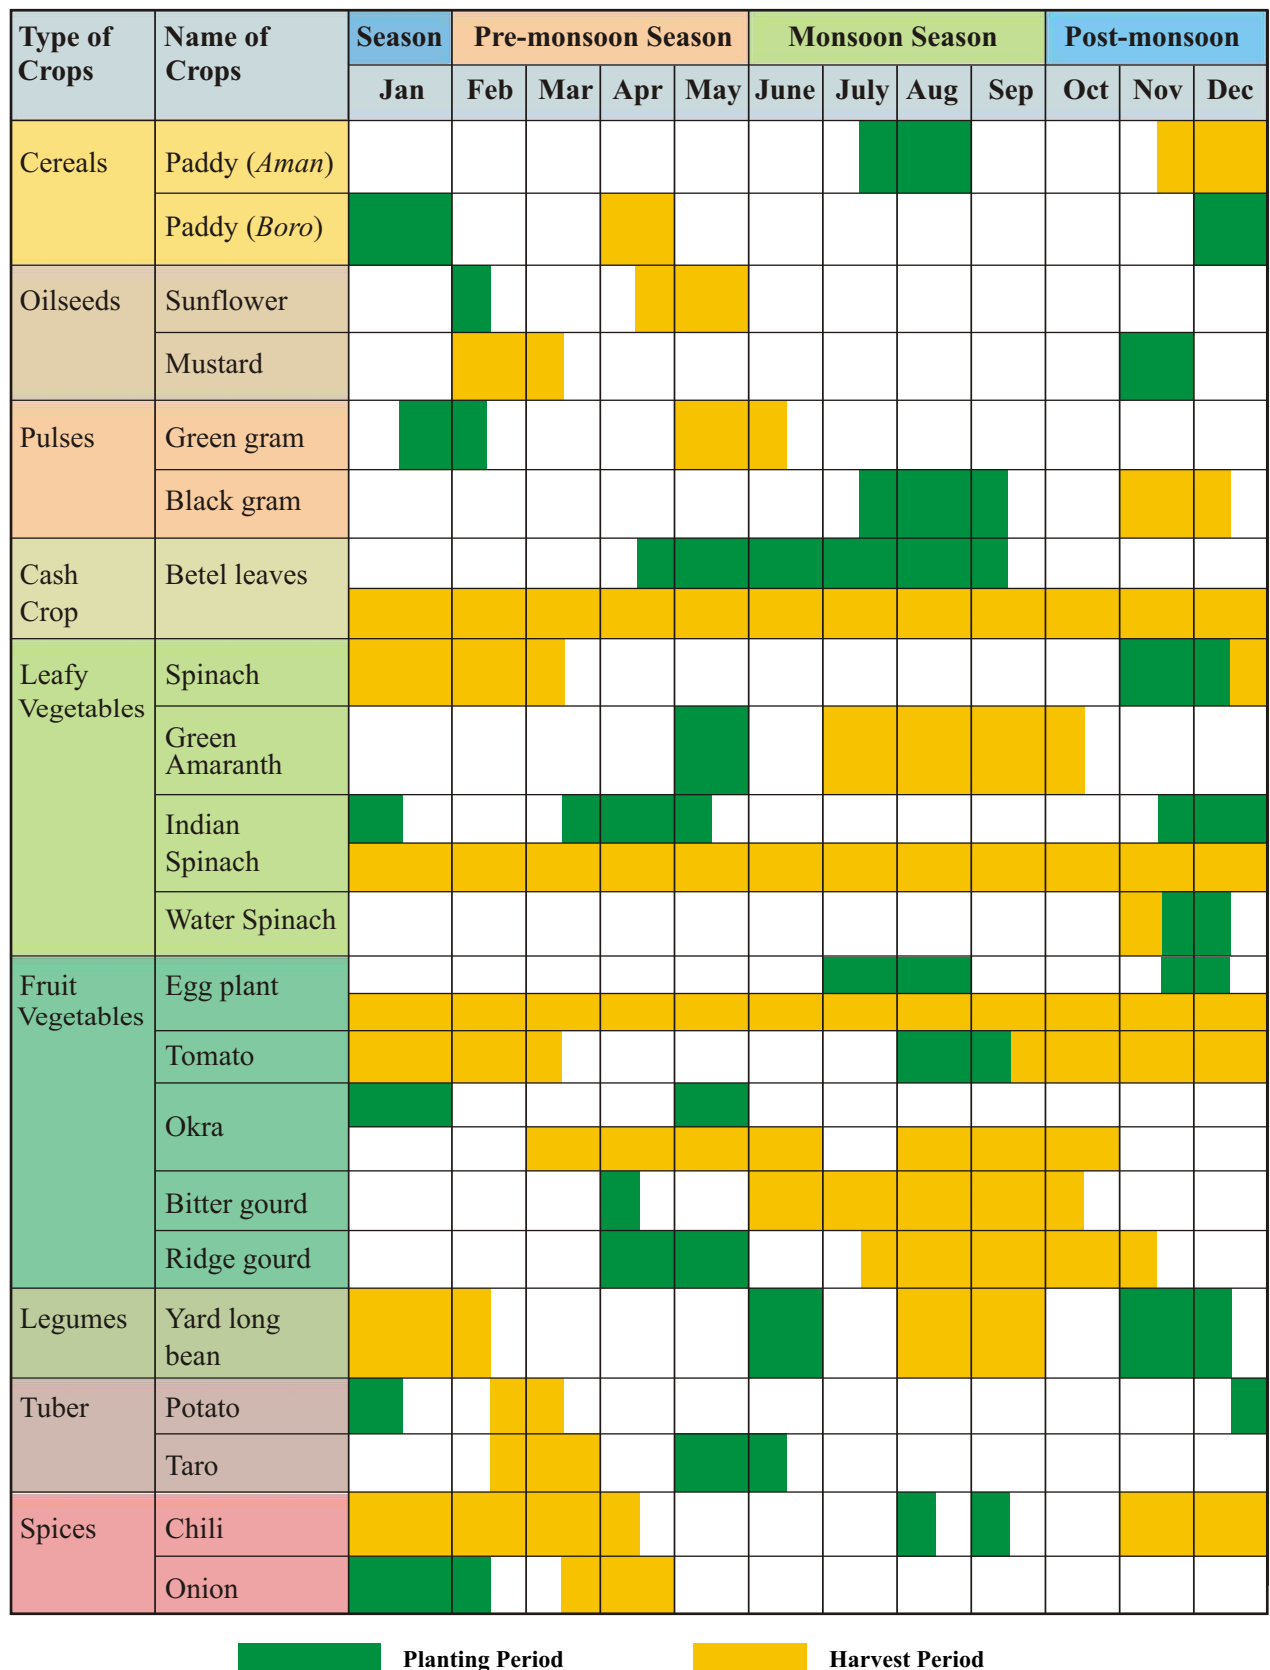 Type of Crops
Name of Crops
Season
Pre-monsoon Season
Monsoon Season
Post-monsoon
Jan
Feb
Mar
Apr
May
June
July
Aug
Sep
Oct
Nov
Dec
Cereals
Paddy (Aman)
Paddy (Boro)
Oilseeds
Sunflower
Mustard
Pulses
Green gram
Black gram
Cash
Crop
Betel leaves
Leafy
Vegetables
Spinach
Green
Amaranth
Indian
Spinach
Water Spinach
Fruit
Vegetables
Egg plant
Tomato
Okra
Bitter gourd
Ridge gourd
Legumes
Yard long
bean
Tuber
Potato
Taro
Spices
Chili
Onion
Planting Period
Harvest Period